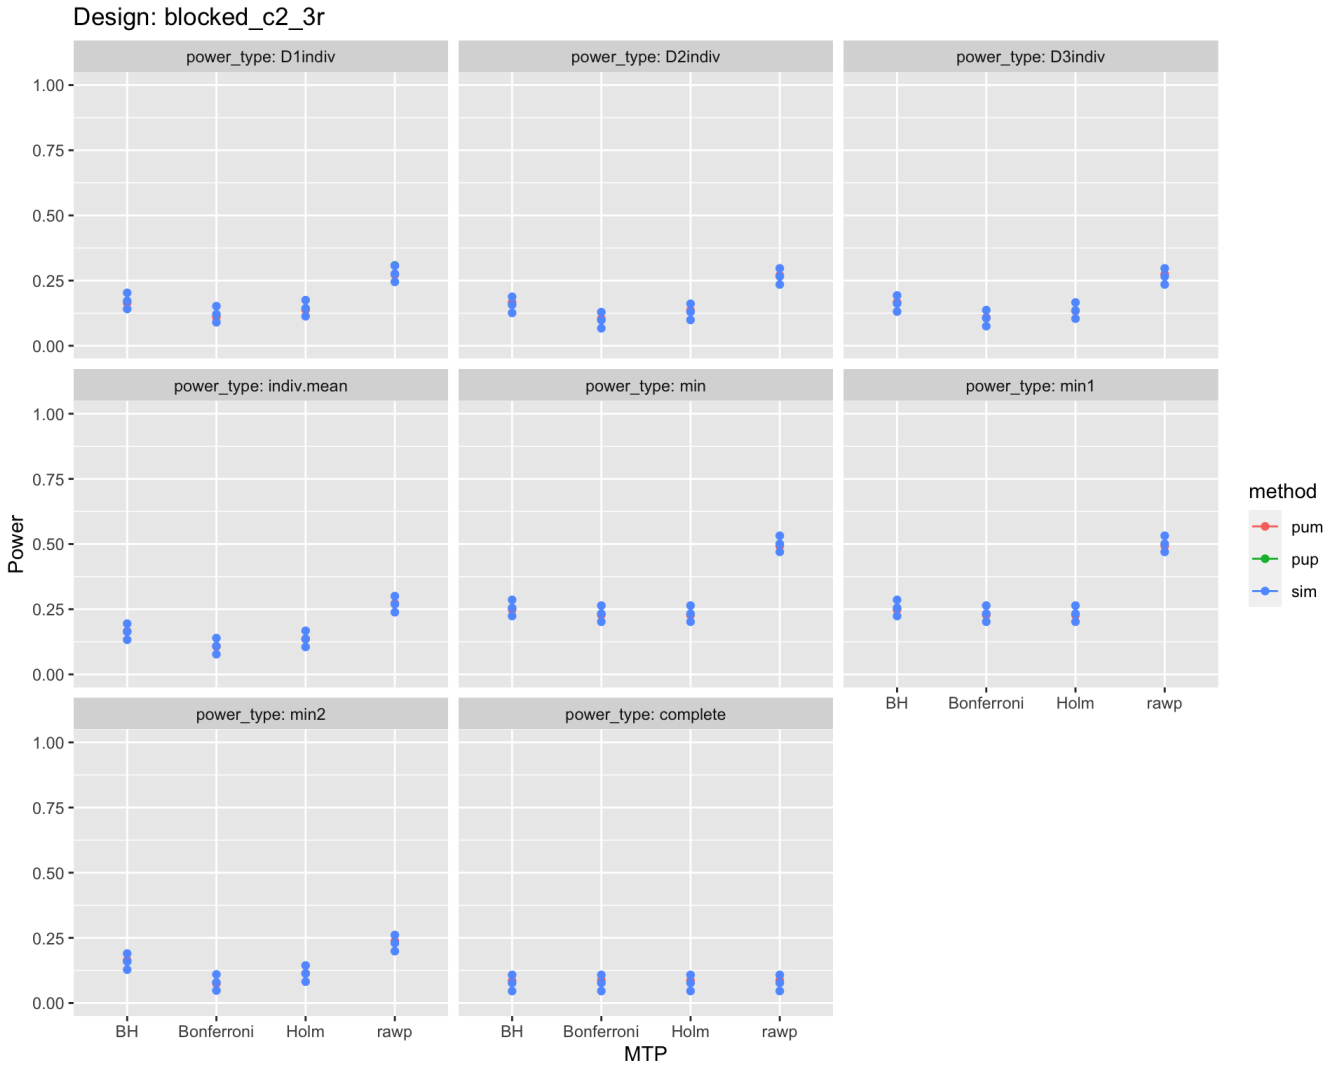 Design: blocked_c2_3r
power_type: D1indiv
power_type: D2indiv
power_type: D3indiv
1.00
0.75
0.50
0.25
0.00
power_type: indiv.mean
power_type: min
power_type: min1
1.00
0.75
0.50
0.25
0.00
BH
Bonferroni
Holm
rawp
power_type: min2
power_type: complete
1.00
0.75
0.50
0.25
0.00
BH
Bonferroni
Holm
rawp
BH
Bonferroni
Holm
rawp
MTP
Power
method
pum
pup
sim